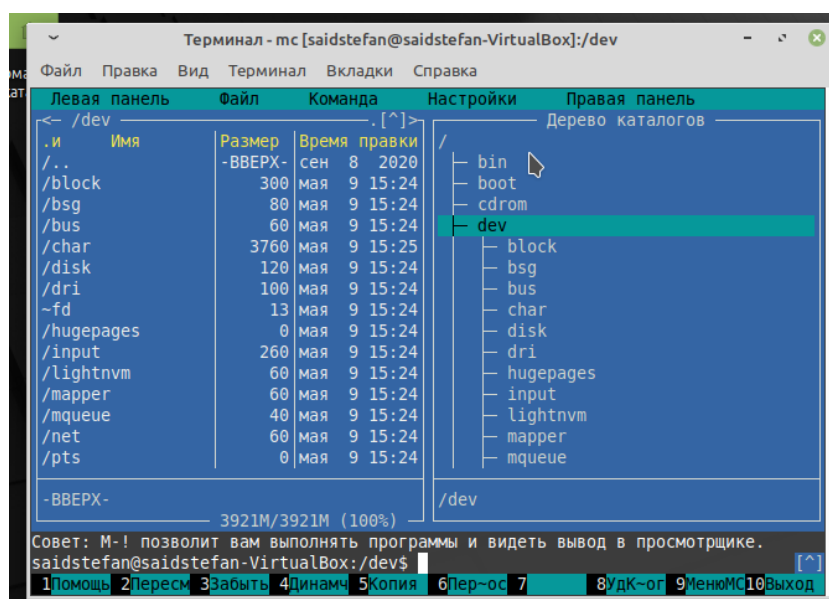 Терминал - mc [saidstefan@saidstefan-VirtualBox]:/dev
Файл Правка Вид Терминал Вкладки Справка
Левая панель Файл Команда Настройки Правая панель
<— /dev .[^]> Дерево каталогов
.и Имя Размер Время правки /
/.. -ВВЕРХ- сен 8 2020 bin
/block 300 мая 9 15:24 boot
/bsg 80 мая 9 15:24 cdrom
/bus 60 мая 9 15:24 dev
/char 3760 мая 9 15:25 block
/disk 120 мая 9 15:24 bsg
/dri 100 мая 9 15:24 bus
~fd 13 мая 9 15:24 char
/hugepages 0 мая 9 15:24 disk
/input 260 мая 9 15:24 dri
/lightnvm 60 мая 9 15:24 hugepages
/mapper 60 мая 9 15:24 input
/mqueue 40 мая 9 15:24 lightnvm
/net 60 мая 9 15:24 mapper
/pts 0 мая 9 15:24 mqueue
-ВВЕРХ- /dev
3921M/3921M (100%)
Совет: M-! позволит вам выполнять программы и видеть вывод в просмотрщике.
saidstefan@saidstefan-VirtualBox:/dev$ [^]
1Помощь 2Пересм 3Забыть 4Динамч 5Копия 6Пер~ос 7 8УдК~ог 9МенюMC 10Выход